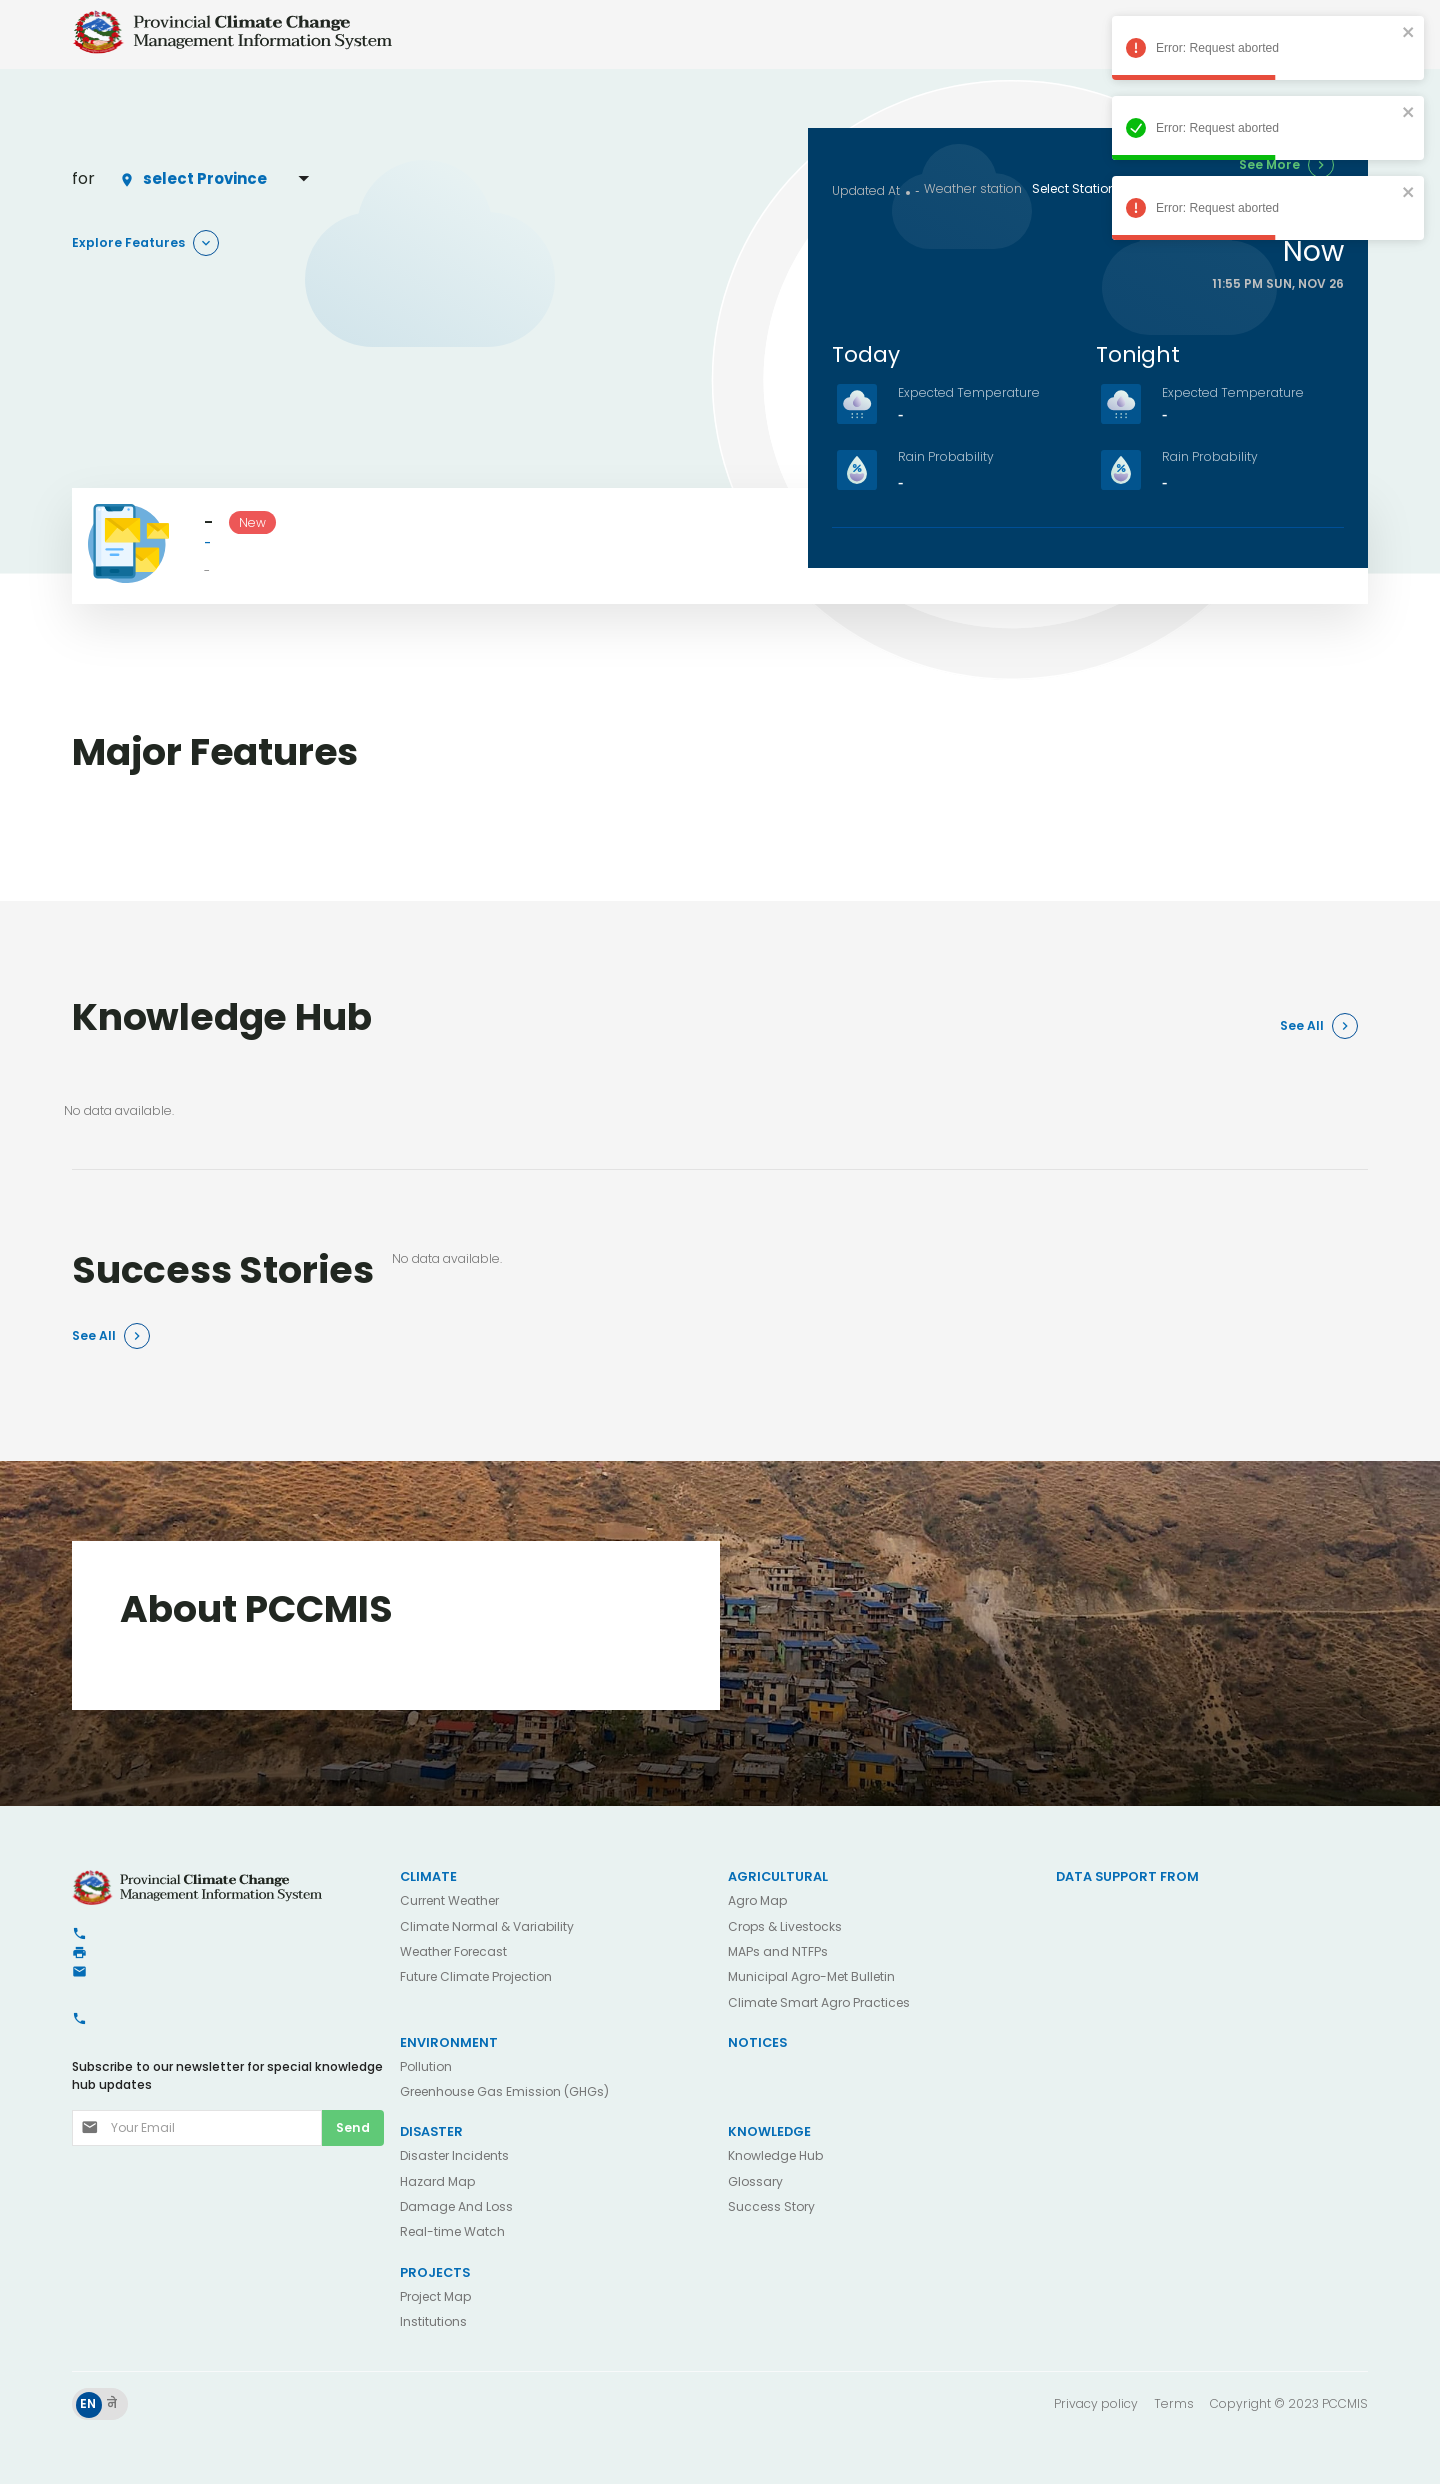 Provincial Climate Change
Management Information System
Error: Request aborted
Error: Request aborted
Error: Request aborted
for select Province
Explore Features
See More
Updated At - Weather station Select Station
Now
11:55 PM SUN, NOV 26
Today
Tonight
Expected Temperature
-
Expected Temperature
-
Rain Probability
-
Rain Probability
-
- New
-
-
Major Features
Knowledge Hub
See All
No data available.
Success Stories
No data available.
See All
About PCCMIS
Provincial Climate Change
Management Information System
Subscribe to our newsletter for special knowledge
hub updates
Your Email
Send
CLIMATE
Current Weather
Climate Normal & Variability
Weather Forecast
Future Climate Projection
AGRICULTURAL
Agro Map
Crops & Livestocks
MAPs and NTFPs
Municipal Agro-Met Bulletin
Climate Smart Agro Practices
DATA SUPPORT FROM
ENVIRONMENT
Pollution
Greenhouse Gas Emission (GHGs)
NOTICES
DISASTER
Disaster Incidents
Hazard Map
Damage And Loss
Real-time Watch
KNOWLEDGE
Knowledge Hub
Glossary
Success Story
PROJECTS
Project Map
Institutions
EN ने
Privacy policy Terms Copyright © 2023 PCCMIS